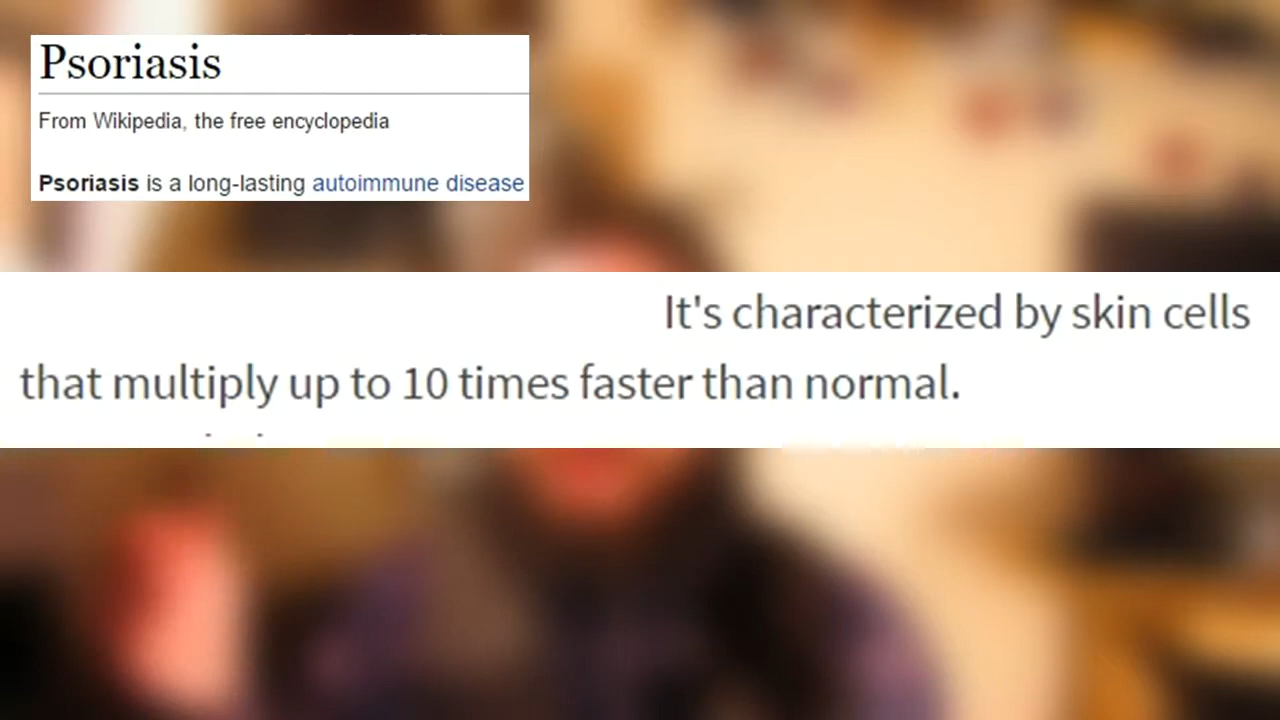 Psoriasis
From Wikipedia, the free encyclopedia
Psoriasis is a long-lasting autoimmune disease
It's characterized by skin cells
that multiply up to 10 times faster than normal.